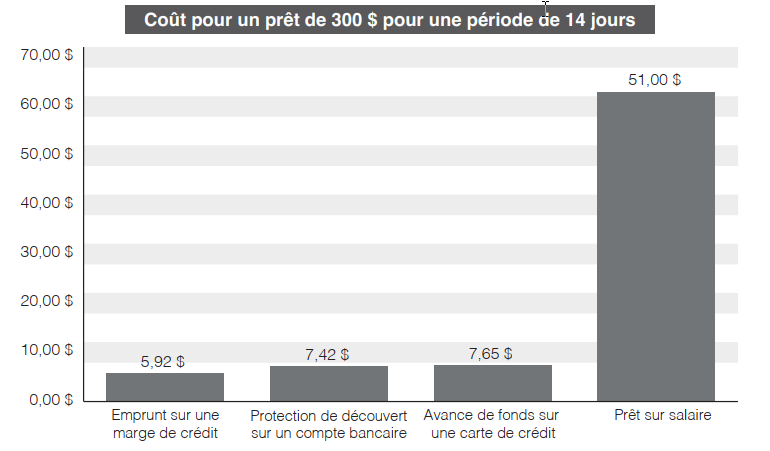 Coût pour un prêt de 300 $ pour une période de 14 jours
70,00 $
60,00 $
50,00 $
40,00 $
30,00 $
20,00 $
10,00 $
0,00 $
5,92 $
7,42 $
7,65 $
51,00 $
Emprunt sur une
marge de crédit
Protection de découvert
sur un compte bancaire
Avance de fonds sur
une carte de crédit
Prêt sur salaire